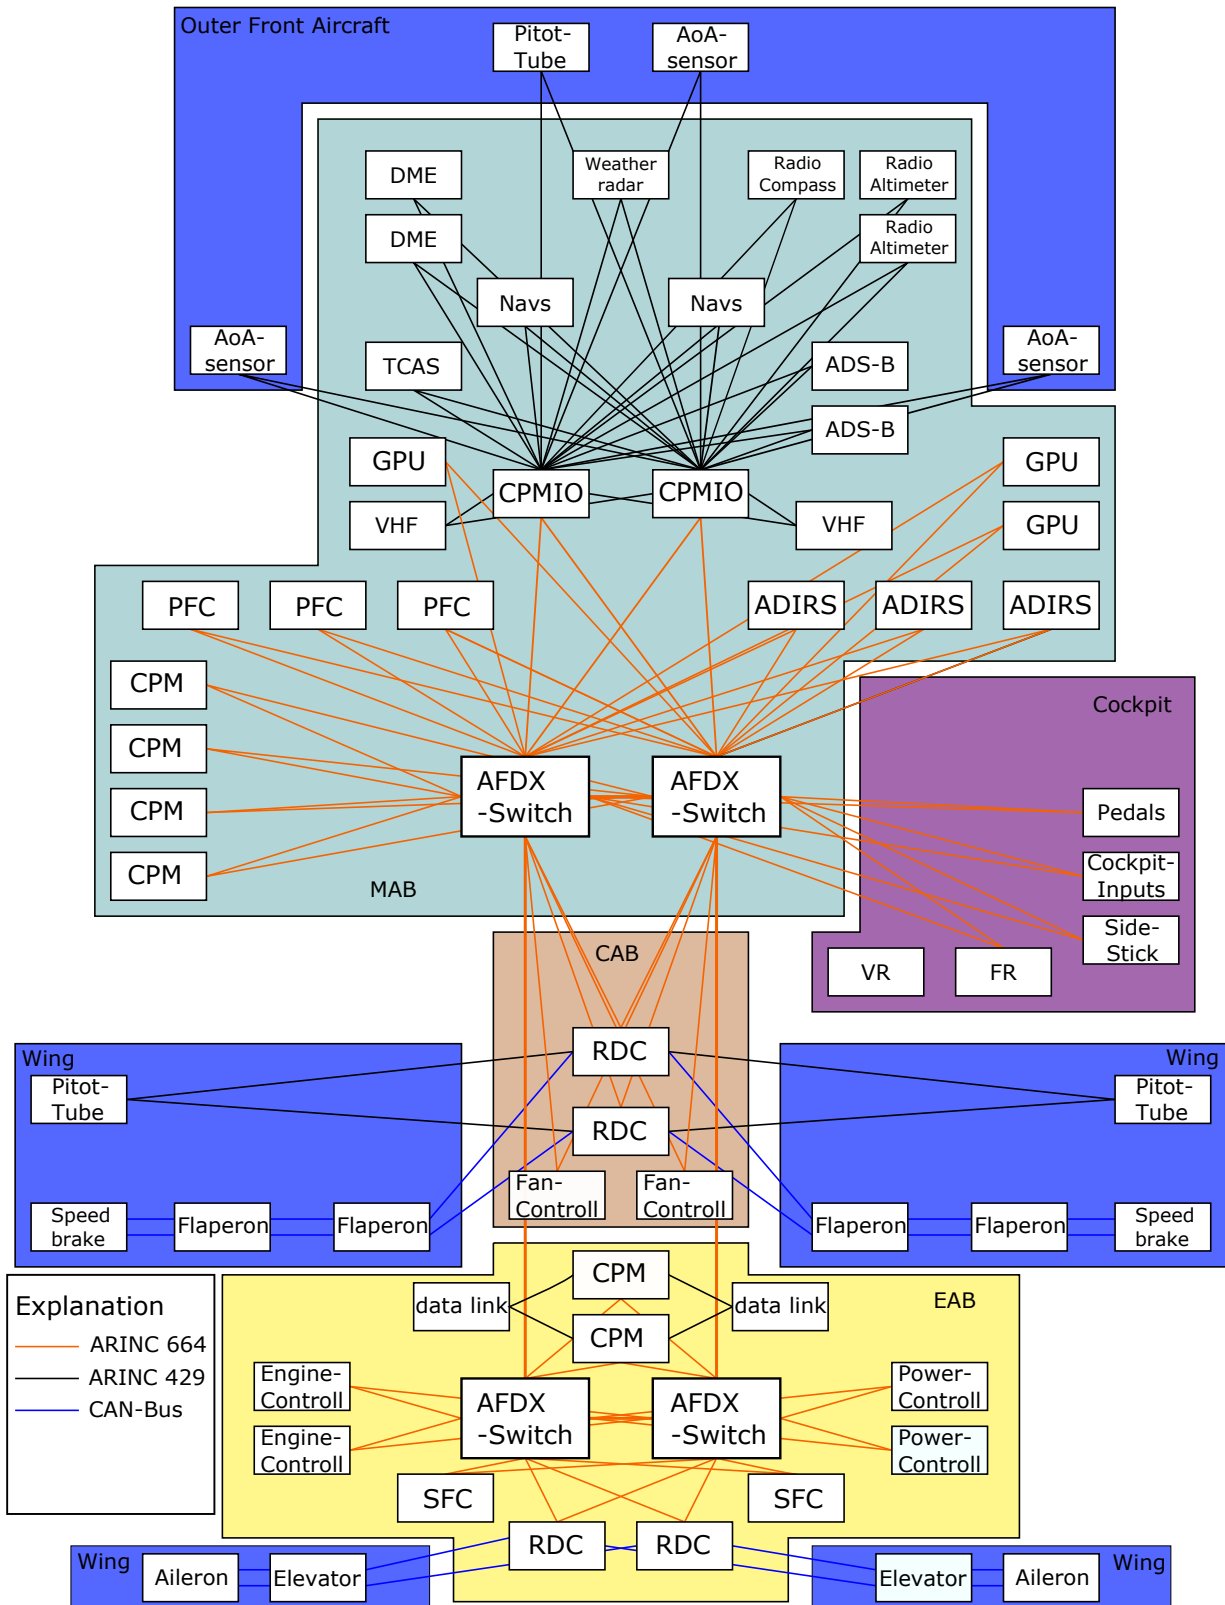 Outer Front Aircraft
Pitot-
Tube
AoA-
sensor
DME
Weather
radar
Radio
Compass
Radio
Altimeter
DME
Radio
Altimeter
Navs
Navs
AoA-
sensor
TCAS
ADS-B
AoA-
sensor
ADS-B
GPU
CPMIO
CPMIO
GPU
VHF
VHF
GPU
PFC
PFC
PFC
ADIRS
ADIRS
ADIRS
CPM
Cockpit
CPM
AFDX
-Switch
AFDX
-Switch
CPM
Pedals
CPM
MAB
Cockpit-
Inputs
Side-
Stick
CAB
VR
FR
RDC
Wing
Wing
Pitot-
Tube
Pitot-
Tube
RDC
Fan-
Controll
Fan-
Controll
Speed
brake
Flaperon
Flaperon
Flaperon
Flaperon
Speed
brake
CPM
data link
data link
EAB
Explanation
ARINC 664
ARINC 429
CAN-Bus
CPM
Engine-
Controll
AFDX
-Switch
AFDX
-Switch
Power-
Controll
Engine-
Controll
Power-
Controll
SFC
SFC
RDC
RDC
Wing
Wing
Aileron
Elevator
Elevator
Aileron